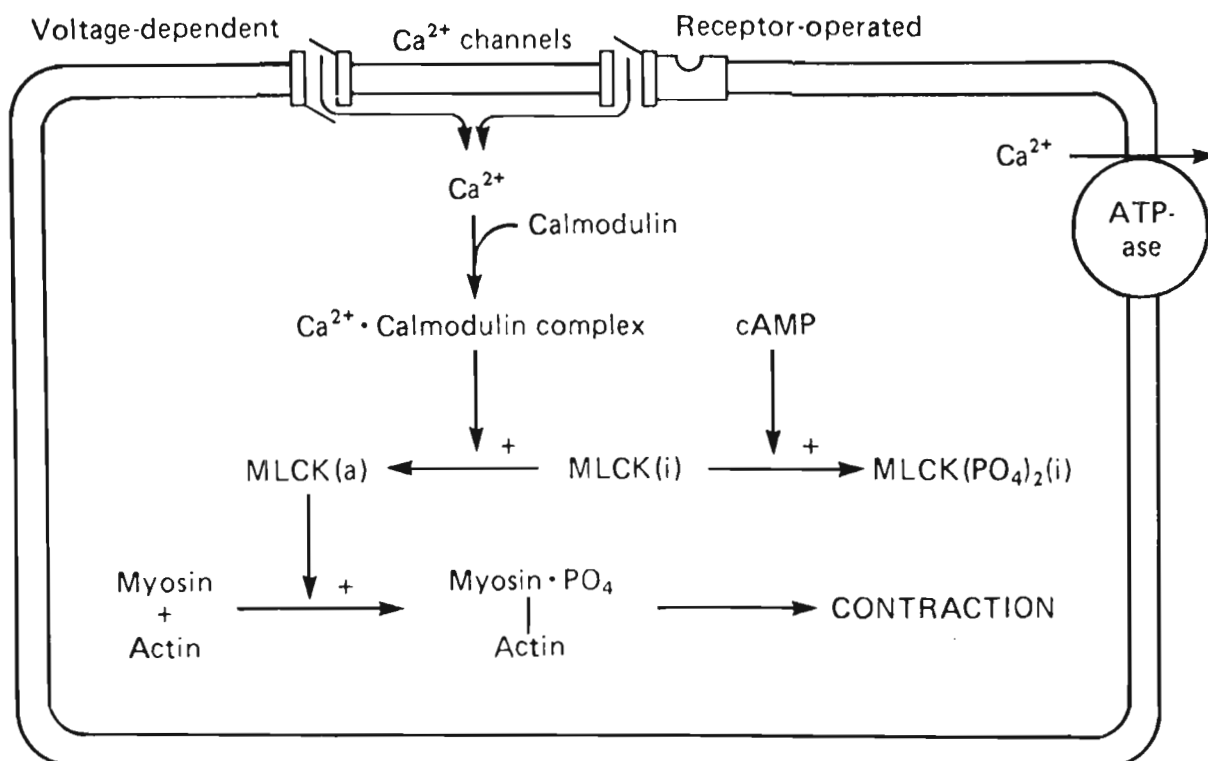 Voltage-dependent
Ca²⁺ channels
Receptor-operated
Ca²⁺
ATP-
ase
Ca²⁺
Calmodulin
Ca²⁺ · Calmodulin complex
cAMP
+
+
MLCK(a)
MLCK(i)
MLCK(PO₄)₂(i)
Myosin
+
Actin
+
Myosin · PO₄
Actin
CONTRACTION